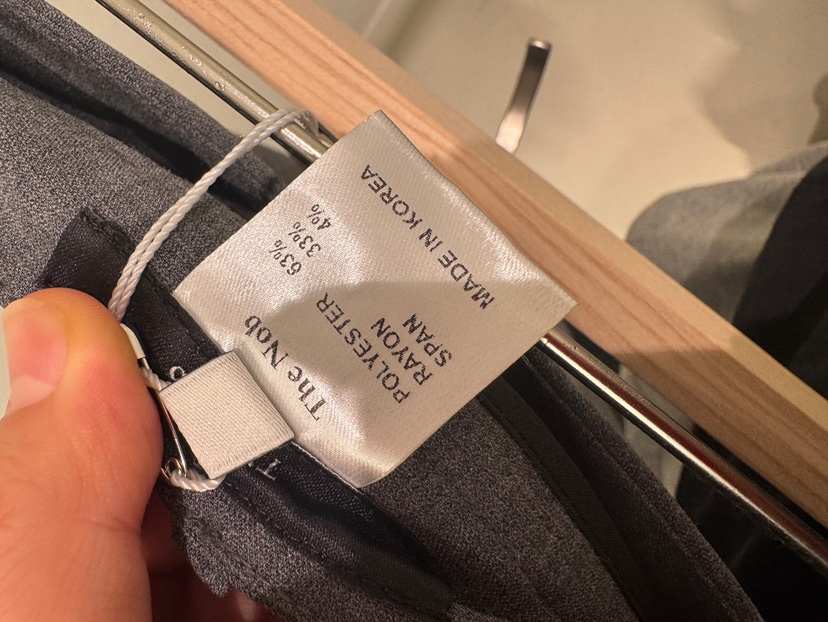 The Nob
POLYESTER 63%
RAYON 33%
SPAN 4%
MADE IN KOREA